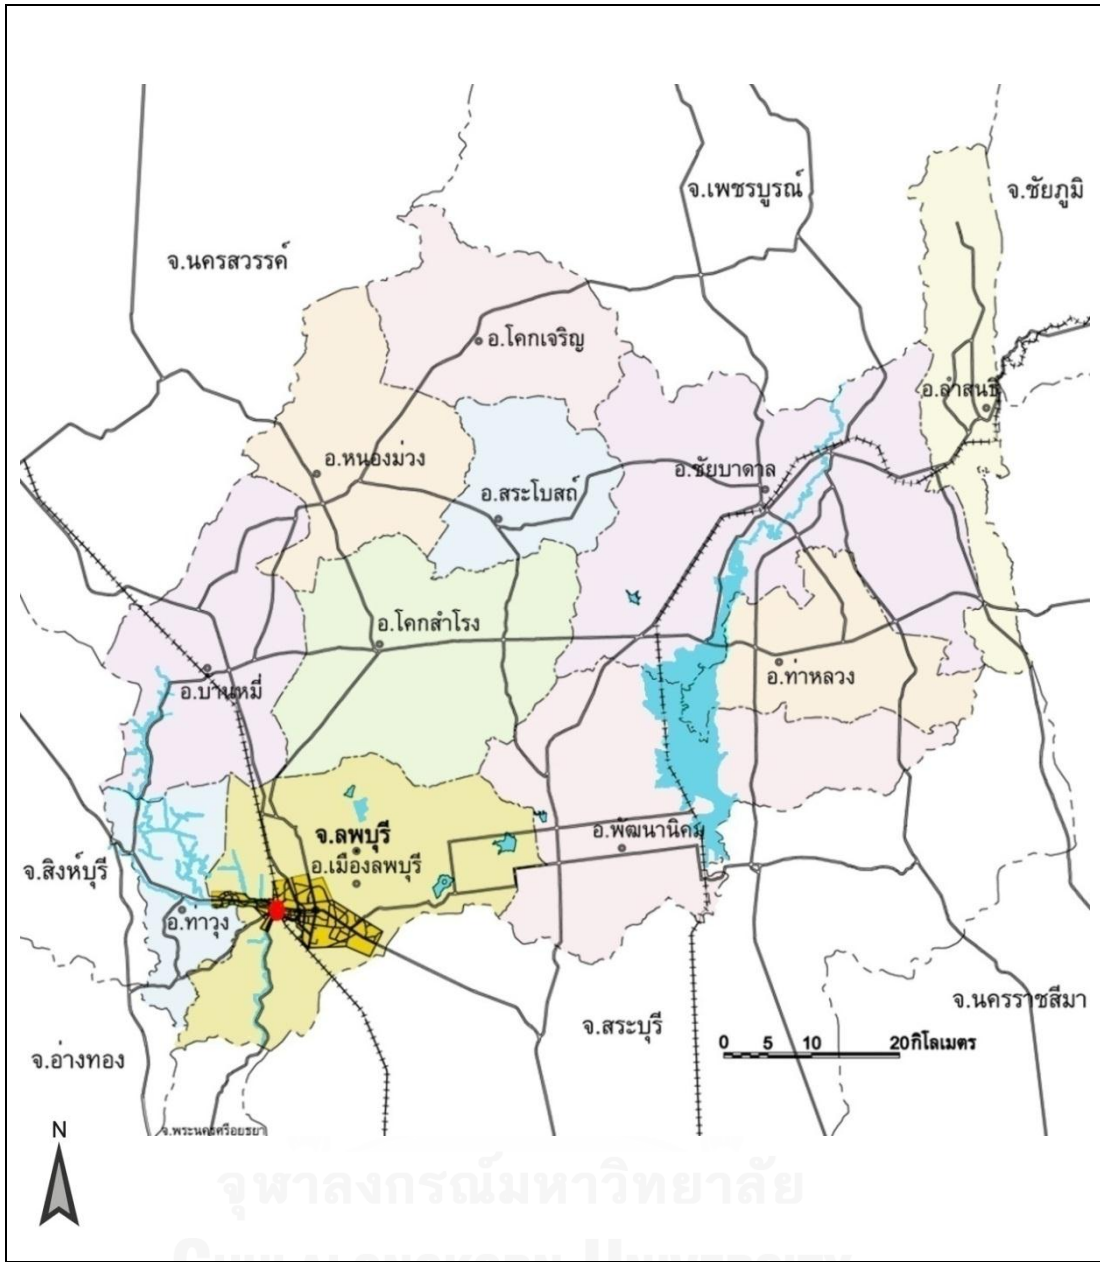 จ.เพชรบูรณ์
จ.ชัยภูมิ
จ.นครสวรรค์
อ.โคกเจริญ
อ.ลำสนธิ
อ.หนองม่วง
อ.ชัยบาดาล
อ.สระโบสถ์
อ.โคกสำโรง
อ.ท่าหลวง
อ.บ้านหมี่
จ.ลพบุรี
อ.พัฒนานิคม
อ.เมืองลพบุรี
จ.สิงห์บุรี
อ.ท่าวุ้ง
จ.นครราชสีมา
จ.สระบุรี
0 5 10 20กิโลเมตร
จ.อ่างทอง
จ.พระนครศรีอยุธยา
N
จุฬาลงกรณ์มหาวิทยาลัย
CHULALONGKORN UNIVERSITY